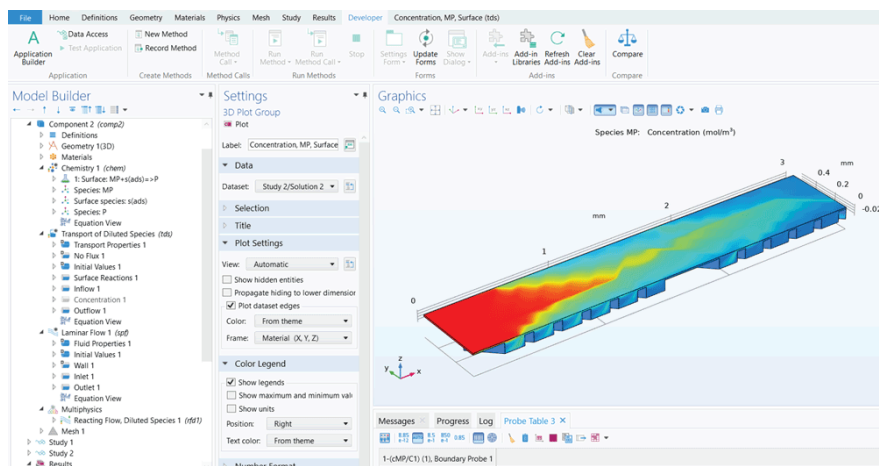 File Home Definitions Geometry Materials Physics Mesh Study Results Developer Concentration, MP, Surface (tds)
Application Builder
Data Access
Test Application
Application
New Method
Record Method
Create Methods
Method Call
Method Calls
Run Method
Run Method Call
Stop
Run Methods
Settings Form
Update Forms
Show Dialog
Forms
Add-ins
Add-in Libraries
Refresh Add-ins
Clear Add-ins
Add-ins
Compare
Compare
Model Builder
Component 2 (comp2)
Definitions
Geometry 1(3D)
Materials
Chemistry 1 (chem)
1: Surface: MP+s(ads)=>P
Species: MP
Surface species: s(ads)
Species: P
Equation View
Transport of Diluted Species (tds)
Transport Properties 1
No Flux 1
Initial Values 1
Surface Reactions 1
Inflow 1
Concentration 1
Outflow 1
Equation View
Laminar Flow 1 (spf)
Fluid Properties 1
Initial Values 1
Wall 1
Inlet 1
Outlet 1
Equation View
Multiphysics
Reacting Flow, Diluted Species 1 (rfd1)
Mesh 1
Study 1
Study 2
Results
Settings
3D Plot Group
Plot
Label: Concentration, MP, Surface
Data
Dataset: Study 2/Solution 2
Selection
Title
Plot Settings
View: Automatic
Show hidden entities
Propagate hiding to lower dimension
Plot dataset edges
Color: From theme
Frame: Material (X, Y, Z)
Color Legend
Show legends
Show maximum and minimum valu
Show units
Position: Right
Text color: From theme
Number Format
Graphics
Species MP: Concentration (mol/m³)
3
mm
0.4
0.2
0
-0.02
2
mm
1
0
z
y
x
Messages Progress Log Probe Table 3
8.85 e-12 8.5 e-1 850 0.85
1-(cMP/C1) (1), Boundary Probe 1